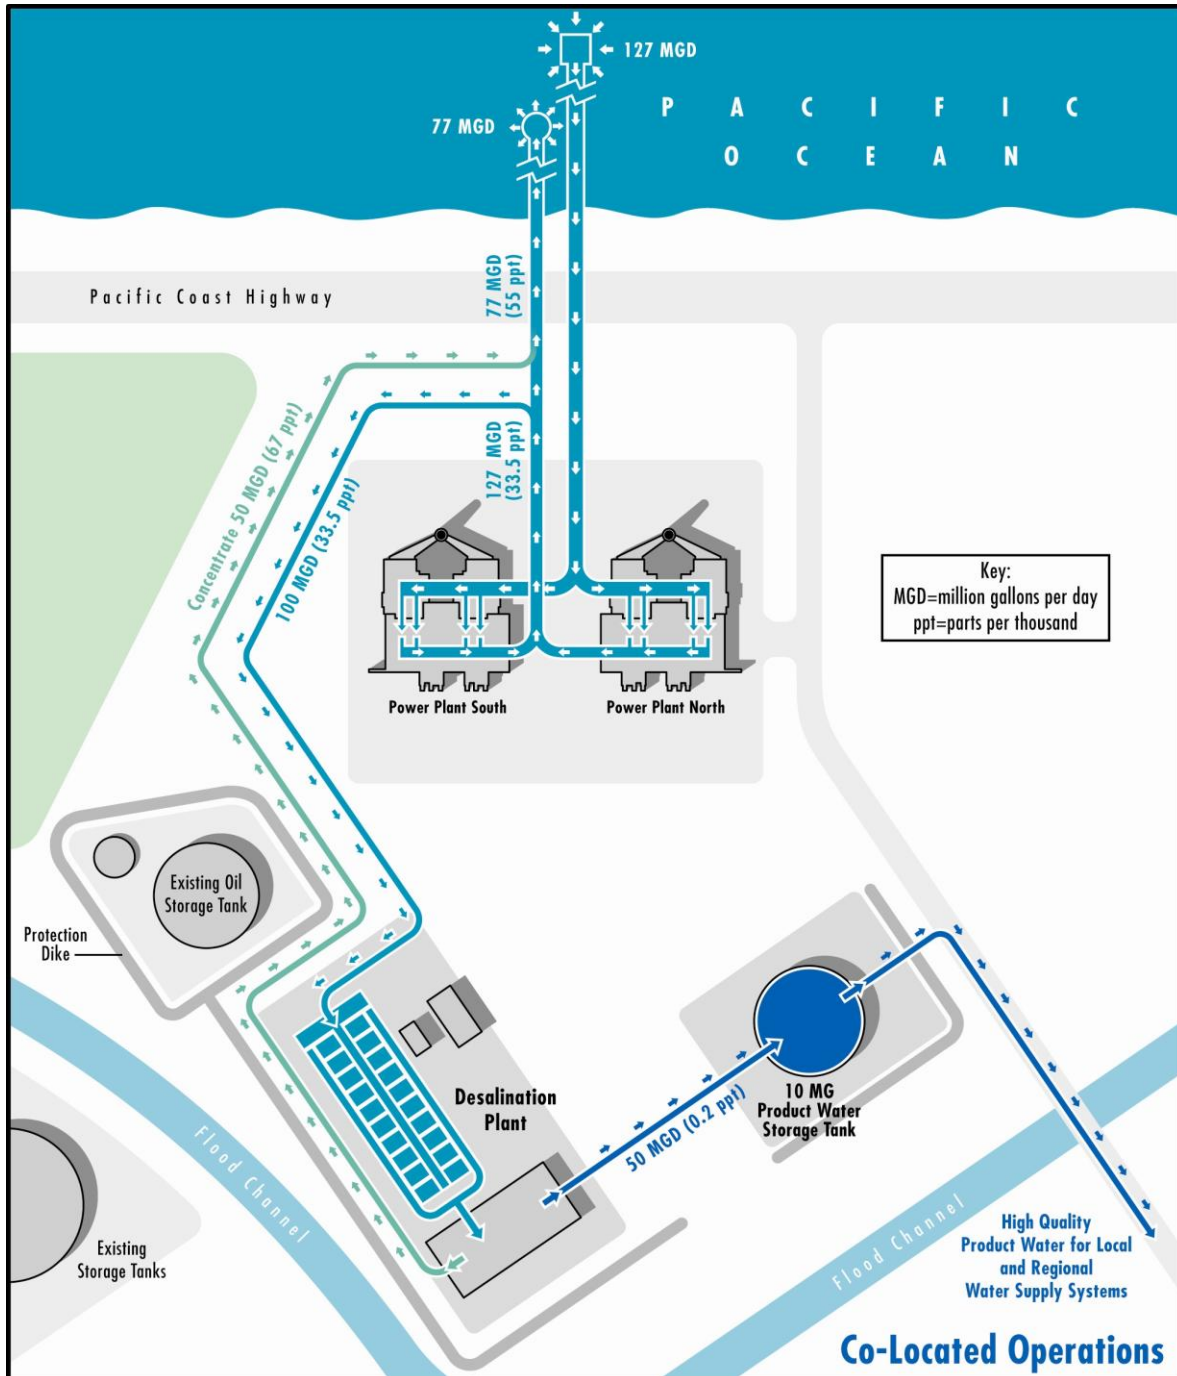 127 MGD
77 MGD
PACIFIC
OCEAN
77 MGD
(55 ppt)
Pacific Coast Highway
Concentrate 50 MGD (67 ppt)
100 MGD (33.5 ppt)
127 MGD
(33.5 ppt)
Key:
MGD=million gallons per day
ppt=parts per thousand
Power Plant South
Power Plant North
Existing Oil
Storage Tank
Protection
Dike
Desalination
Plant
10 MG
Product Water
Storage Tank
50 MGD (0.2 ppt)
Flood Channel
Existing
Storage Tanks
Flood Channel
High Quality
Product Water for Local
and Regional
Water Supply Systems
Co-Located Operations